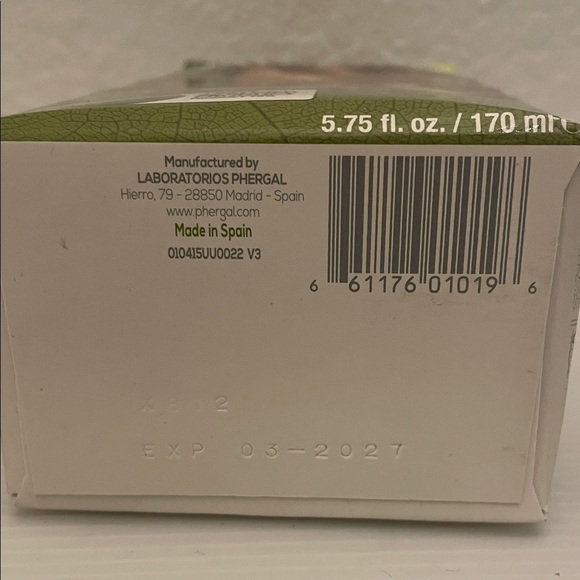 5.75 fl. oz. / 170 ml
Manufactured by
LABORATORIOS PHERGAL
Hierro, 79 - 28850 Madrid - Spain
www.phergal.com
Made in Spain
010415UU0022 V3
6 61176 01019 6
EXP 03-2027